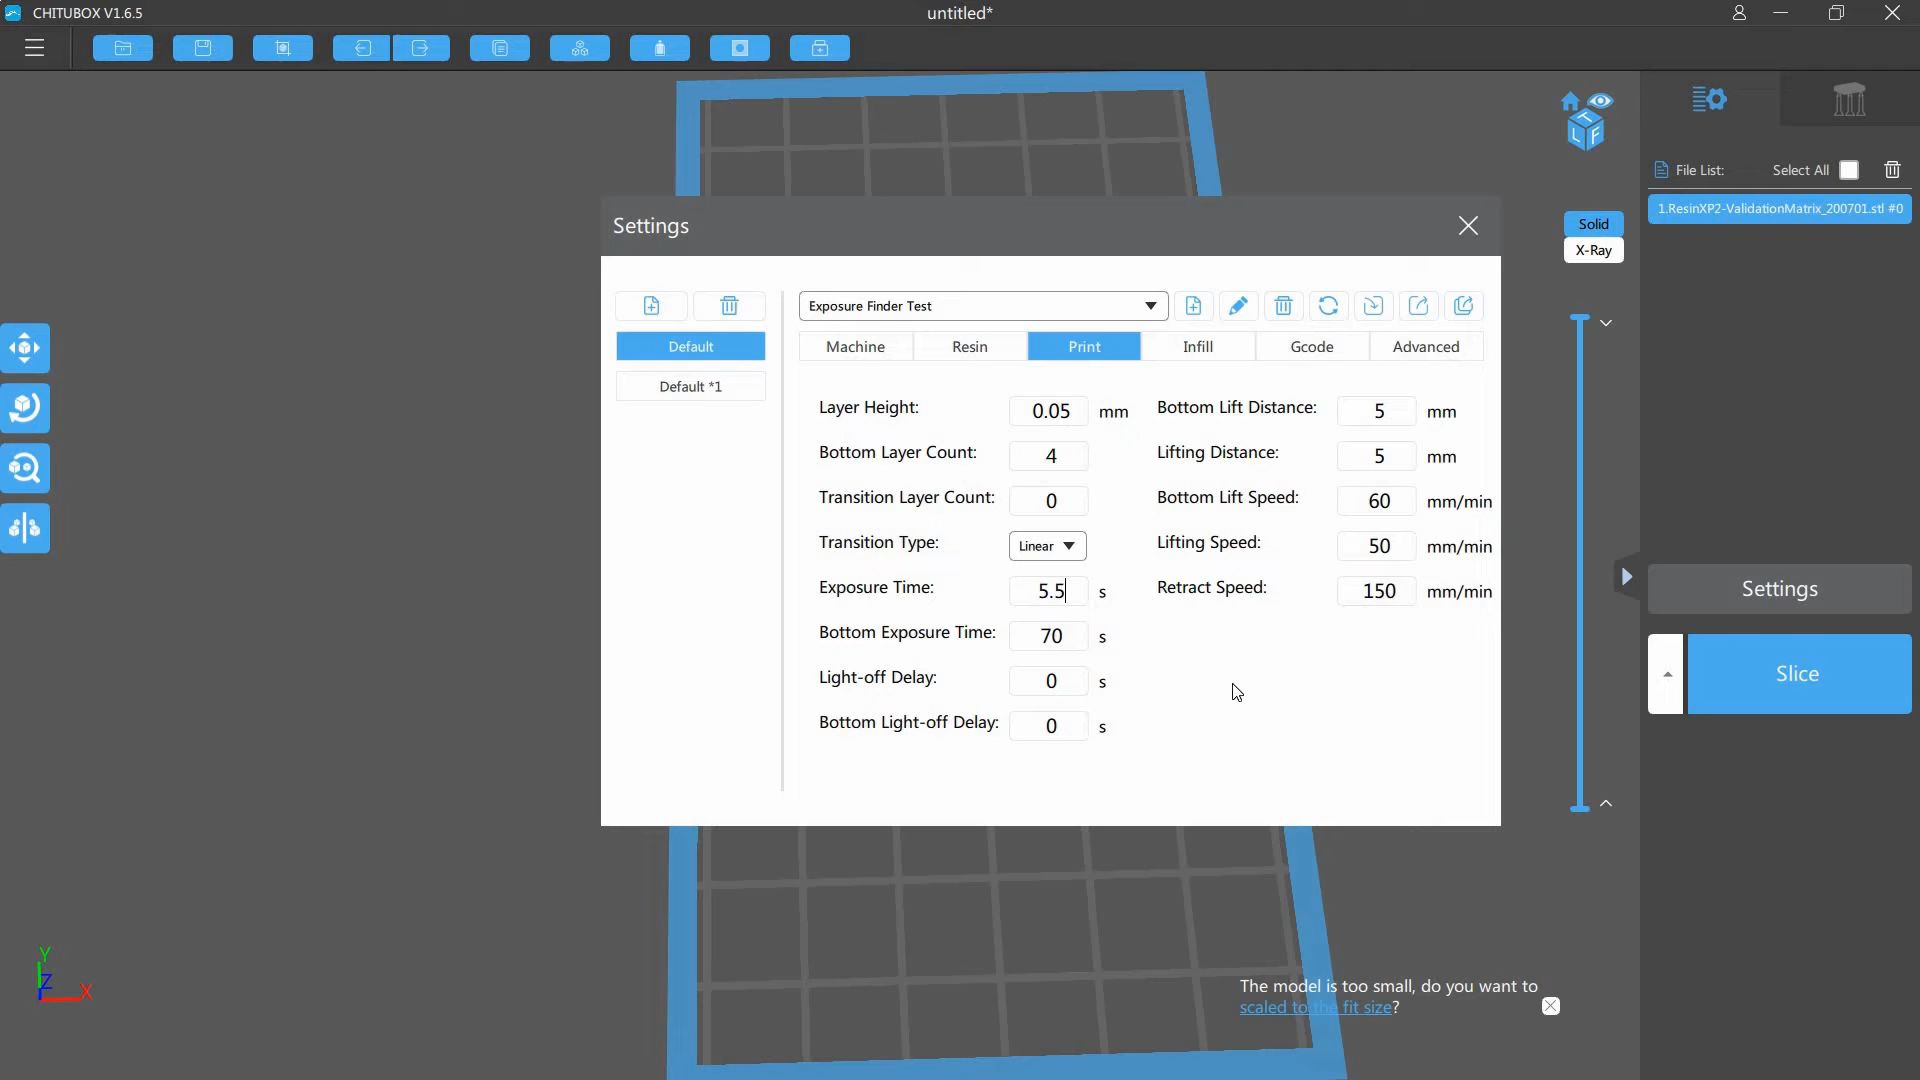 CHITUBOX V1.6.5
untitled*
T
L F
File List:
Select All
1.ResinXP2-ValidationMatrix_200701.stl #0
Solid
X-Ray
Settings
Exposure Finder Test
Default
Default *1
Machine
Resin
Print
Infill
Gcode
Advanced
Layer Height: 0.05 mm
Bottom Layer Count: 4
Transition Layer Count: 0
Transition Type: Linear
Exposure Time: 5.5 s
Bottom Exposure Time: 70 s
Light-off Delay: 0 s
Bottom Light-off Delay: 0 s
Bottom Lift Distance: 5 mm
Lifting Distance: 5 mm
Bottom Lift Speed: 60 mm/min
Lifting Speed: 50 mm/min
Retract Speed: 150 mm/min
Settings
Slice
Y
Z
X
The model is too small, do you want to
scaled to the fit size?